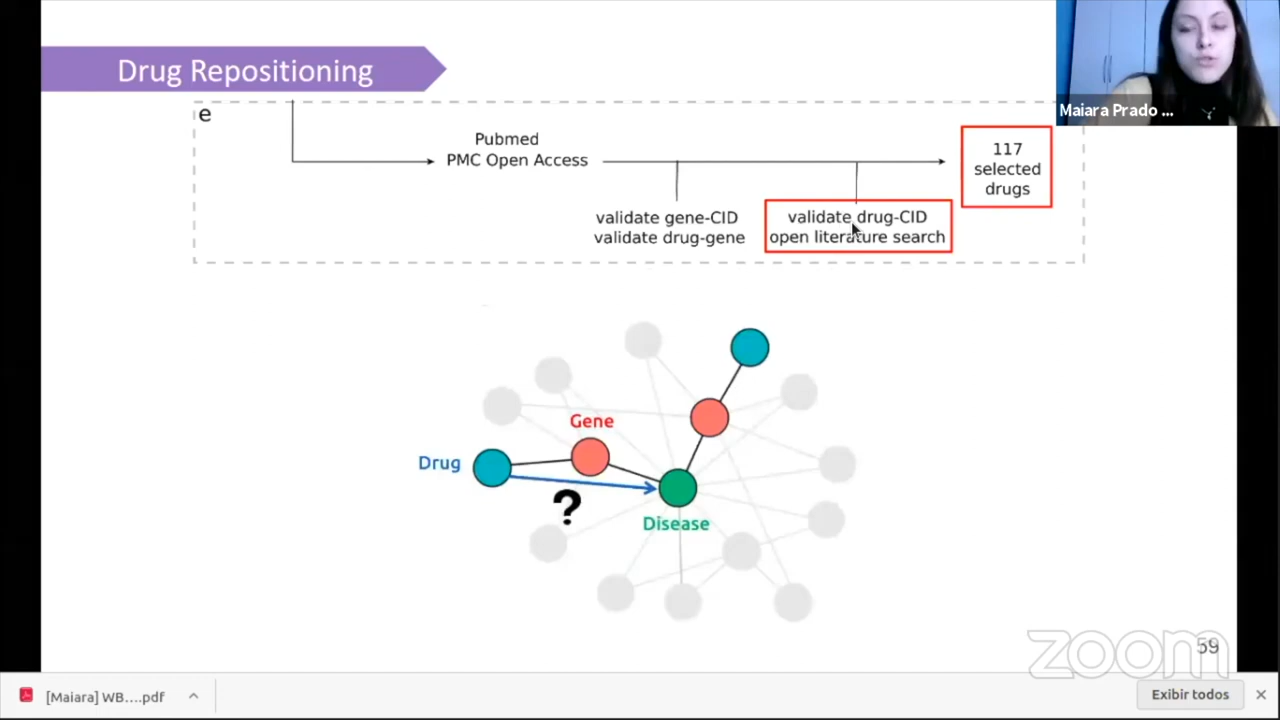 Drug Repositioning
Maiara Prado ...
e
Pubmed
PMC Open Access
117
selected
drugs
validate gene-CID
validate drug-gene
validate drug-CID
open literature search
Gene
Drug
?
Disease
zoom
59
[Maiara] WB....pdf
Exibir todos